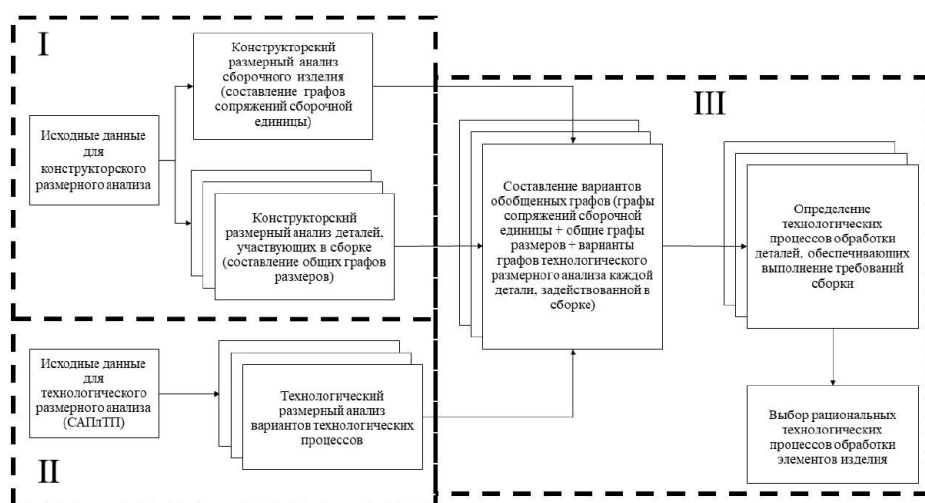 I
Конструкторский
размерный анализ
сборочного изделия
(составление графов
сопряжений сборочной
единицы)
Исходные данные
для
конструкторского
размерного анализа
Конструкторский
размерный анализ деталей,
участвующих в сборке
(составление общих графов
размеров)
II
Исходные данные
для
технологического
размерного анализа
(САПлТП)
Технологический
размерный анализ
вариантов технологических
процессов
III
Составление вариантов
обобщенных графов (графы
сопряжений сборочной
единицы + общие графы
размеров + варианты
графов технологического
размерного анализа каждой
детали, задействованной в
сборке)
Определение
технологических
процессов обработки
деталей, обеспечивающих
выполнение требований
сборки
Выбор рациональных
технологических
процессов обработки
элементов изделия